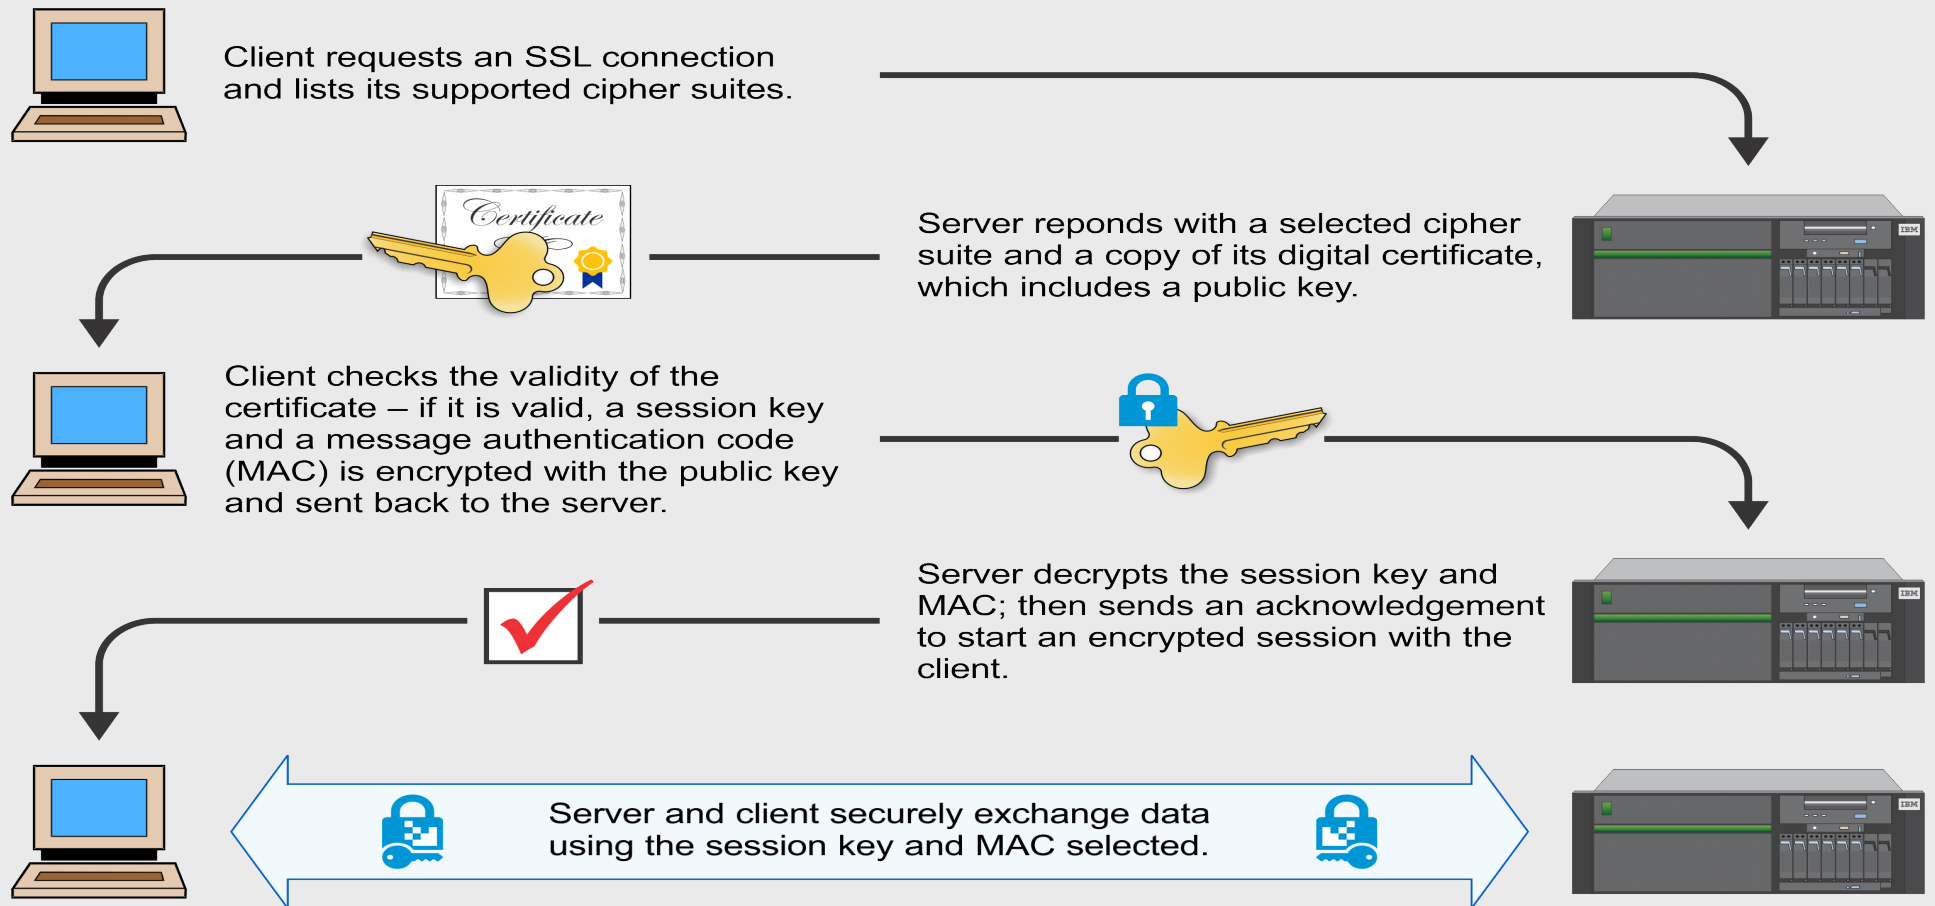 Client requests an SSL connection
and lists its supported cipher suites.
Certificate
Server reponds with a selected cipher
suite and a copy of its digital certificate,
which includes a public key.
IBM
Client checks the validity of the
certificate – if it is valid, a session key
and a message authentication code
(MAC) is encrypted with the public key
and sent back to the server.
Server decrypts the session key and
MAC; then sends an acknowledgement
to start an encrypted session with the
client.
IBM
Server and client securely exchange data
using the session key and MAC selected.
IBM